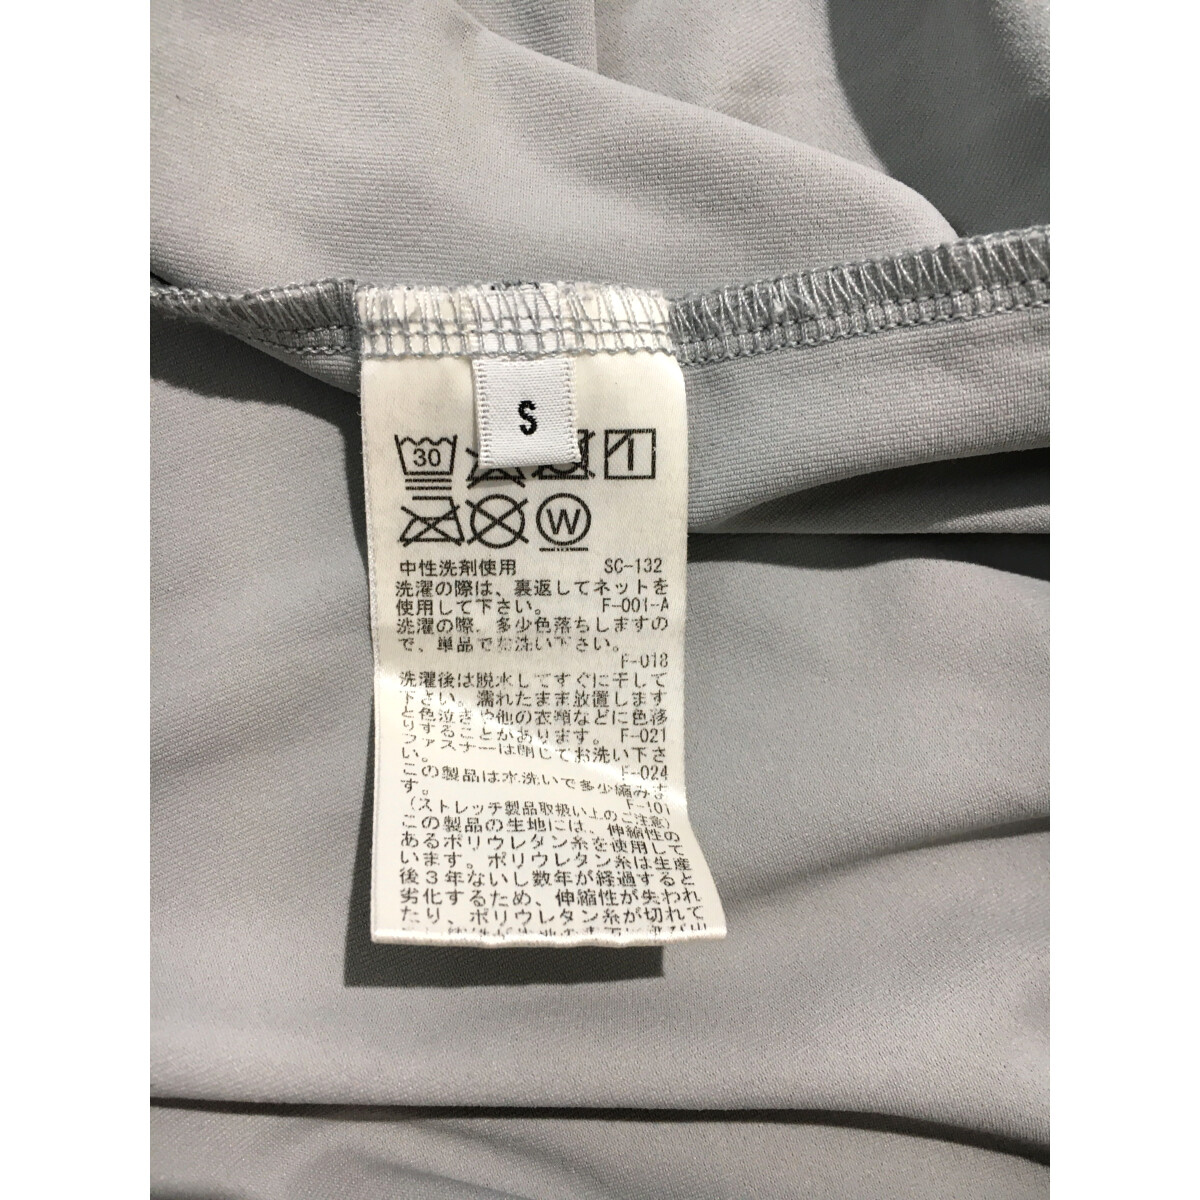 S
30
W
中性洗剤使用 SC-132
洗濯の際は、裏返してネットを
使用して下さい。 F-001-A
洗濯の際、多少色落ちしますの
で、単品でお洗い下さい。
F-018
洗濯後は脱水してすぐに干して
下さい。濡れたまま放置します
と色泣きや他の衣類などに色移
りすることがあります。 F-021
ファスナーは閉じてお洗い下さ
い。 F-024
この製品は水洗いで多少縮みま
す。 F-101
(ストレッチ製品取扱い上のご注意)
この製品の生地には、伸縮性の
あるポリウレタン糸を使用して
います。ポリウレタン糸は生産
後3年ないし数年が経過すると
劣化するため、伸縮性が失われ
たり、ポリウレタン糸が切れて